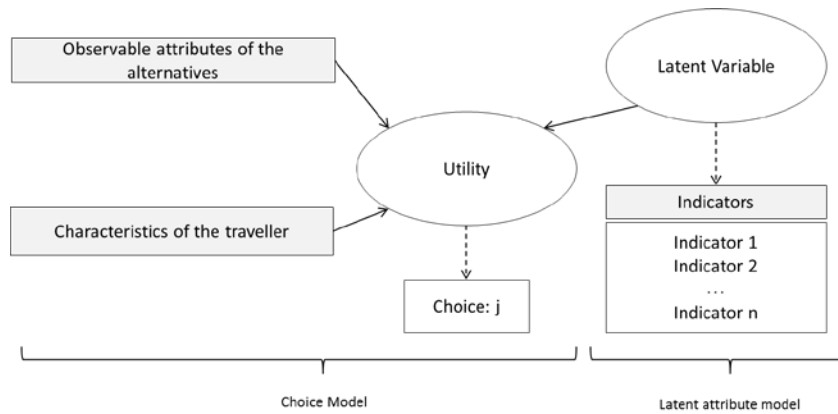 Observable attributes of the
alternatives
Latent Variable
Utility
Indicators
Characteristics of the traveller
Indicator 1
Indicator 2
...
Indicator n
Choice: j
Choice Model
Latent attribute model